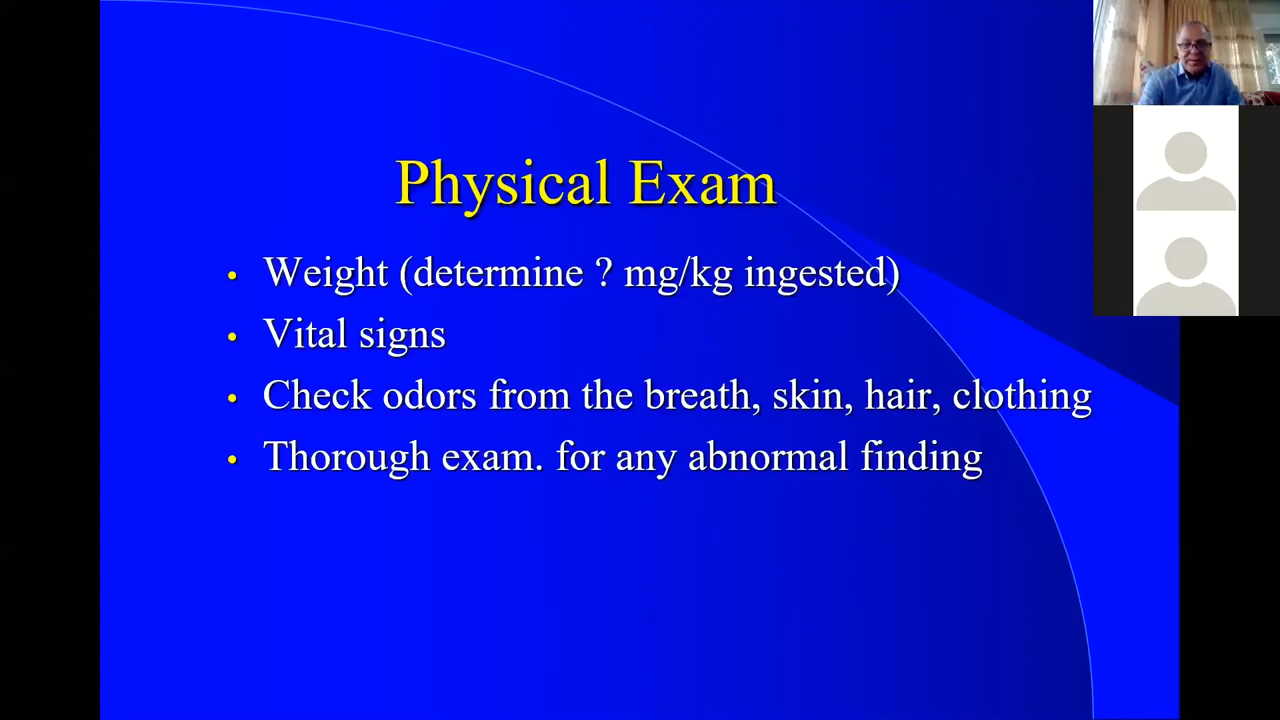 Physical Exam
• Weight (determine ? mg/kg ingested)
• Vital signs
• Check odors from the breath, skin, hair, clothing
• Thorough exam. for any abnormal finding